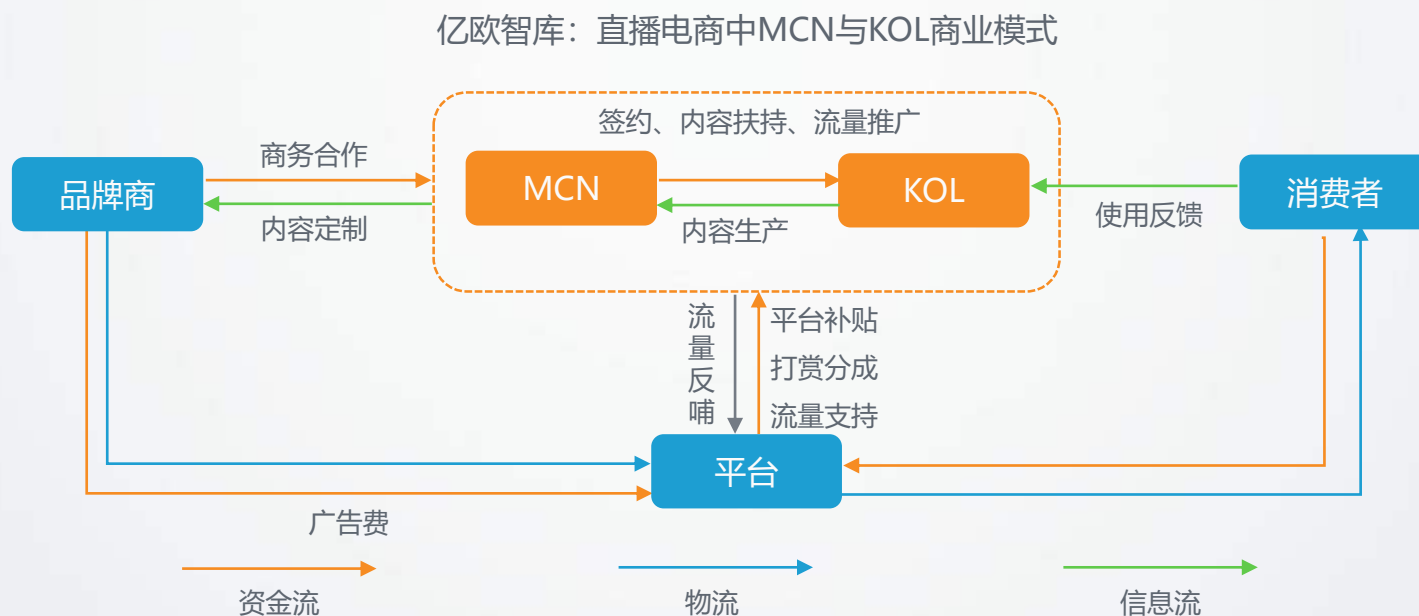 亿欧智库：直播电商中MCN与KOL商业模式
签约、内容扶持、流量推广
商务合作
品牌商
MCN
KOL
消费者
内容定制
内容生产
使用反馈
流量反哺
平台补贴
打赏分成
流量支持
平台
广告费
资金流
物流
信息流